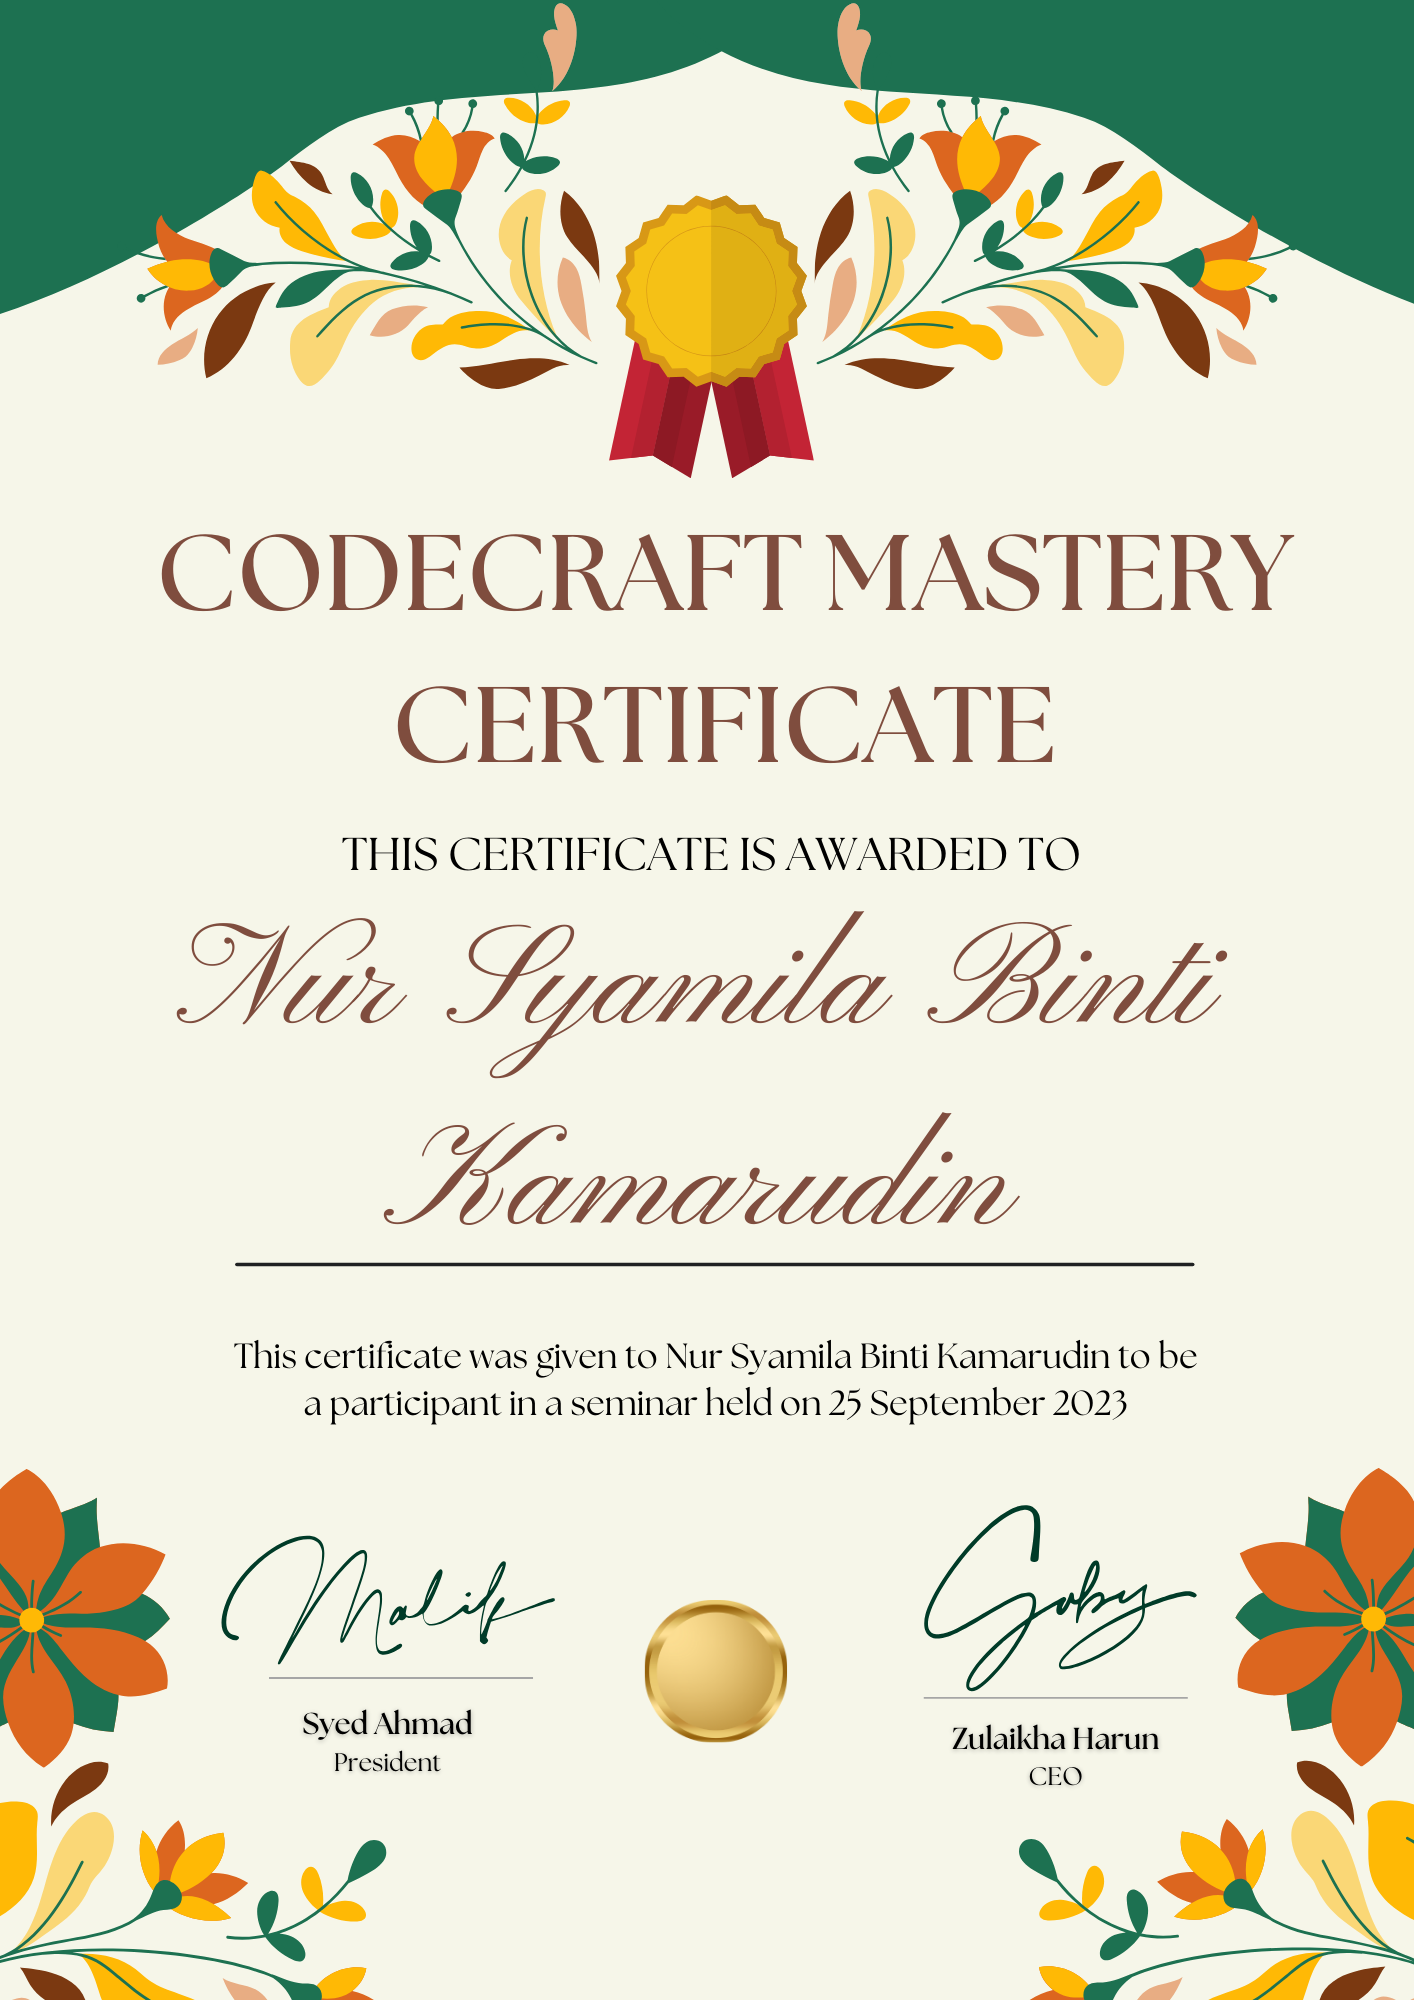 CODECRAFT MASTERY
CERTIFICATE
THIS CERTIFICATE IS AWARDED TO
Nur Syamila Binti
Kamarudin
This certificate was given to Nur Syamila Binti Kamarudin to be
a participant in a seminar held on 25 September 2023
Malik
Gaby
Syed Ahmad
President
Zulaikha Harun
CEO